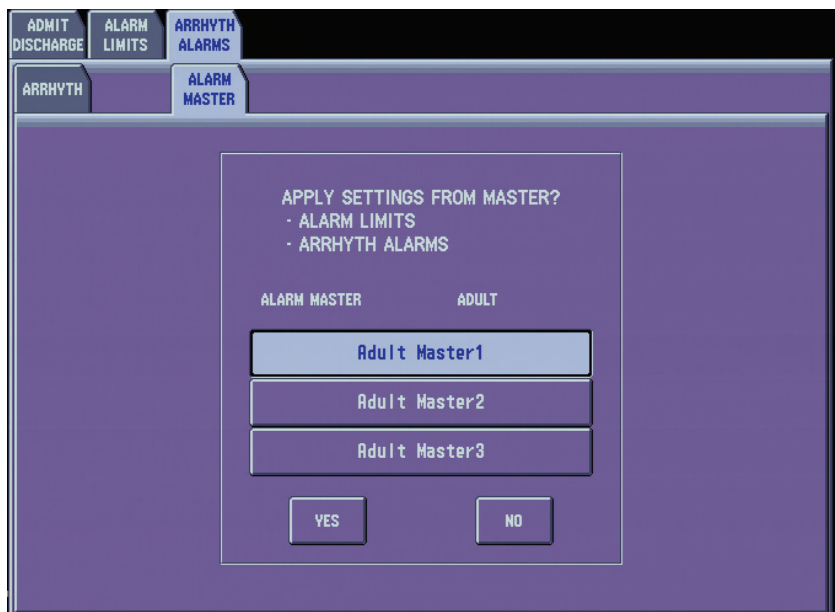 ADMIT DISCHARGE
ALARM LIMITS
ARRHYTH ALARMS
ARRHYTH
ALARM MASTER
APPLY SETTINGS FROM MASTER?
- ALARM LIMITS
- ARRHYTH ALARMS
ALARM MASTER ADULT
Adult Master1
Adult Master2
Adult Master3
YES NO